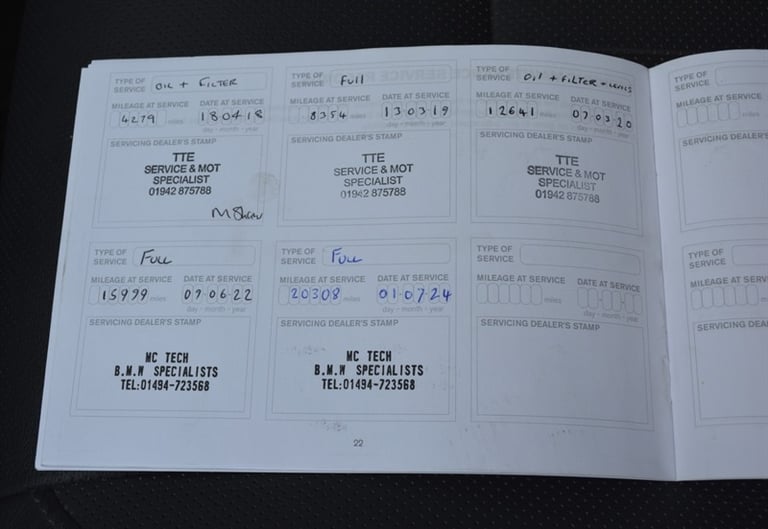 TYPE OF SERVICE OIL + FILTER
MILEAGE AT SERVICE DATE AT SERVICE
4279 miles 180418
day - month - year
SERVICING DEALER'S STAMP
TTE
SERVICE & MOT
SPECIALIST
01942 875788
TYPE OF SERVICE Full
MILEAGE AT SERVICE DATE AT SERVICE
8354 miles 130319
day - month - year
SERVICING DEALER'S STAMP
TTE
SERVICE & MOT
SPECIALIST
01942 875788
TYPE OF SERVICE OIL + FILTER +
MILEAGE AT SERVICE DATE AT SERVICE
12641 miles 070320
day - month - year
SERVICING DEALER'S STAMP
TTE
SERVICE & MOT
SPECIALIST
01942 875788
TYPE OF SERVICE
MILEAGE AT SERVICE
miles
SERVICING DEALER'S
TYPE OF SERVICE Full
MILEAGE AT SERVICE DATE AT SERVICE
15999 miles 070622
day - month - year
SERVICING DEALER'S STAMP
MC TECH
B.M.W SPECIALISTS
TEL:01494-723568
TYPE OF SERVICE Full
MILEAGE AT SERVICE DATE AT SERVICE
20308 miles 010724
day - month - year
SERVICING DEALER'S STAMP
MC TECH
B.M.W SPECIALISTS
TEL:01494-723568
TYPE OF SERVICE
MILEAGE AT SERVICE DATE AT SERVICE
miles
day - month - year
SERVICING DEALER'S STAMP
TYPE OF SERVICE
MILEAGE AT SERVICE
miles
SERVICING DEALE
22